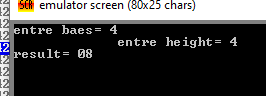 emulator screen (80x25 chars)
entre baes= 4
entre height= 4
result= 08